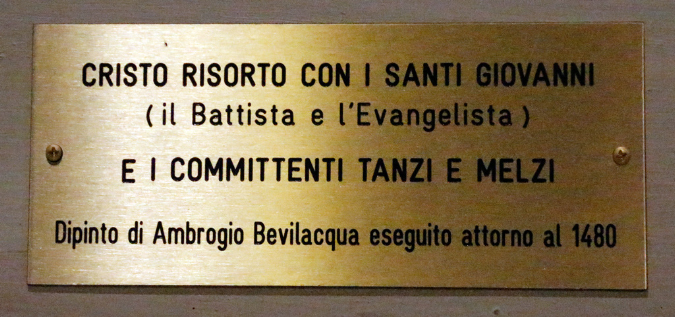 CRISTO RISORTO CON I SANTI GIOVANNI
(il Battista e l'Evangelista)
E I COMMITTENTI TANZI E MELZI
Dipinto di Ambrogio Bevilacqua eseguito attorno al 1480